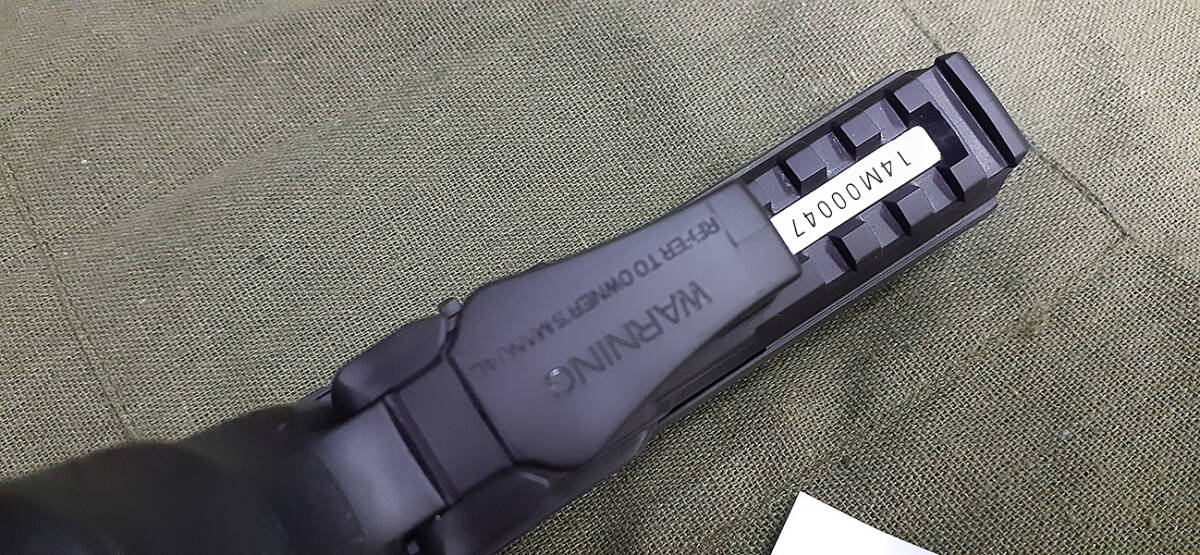 WARNING
REFER TO OWNER'S MANUAL
14M00047